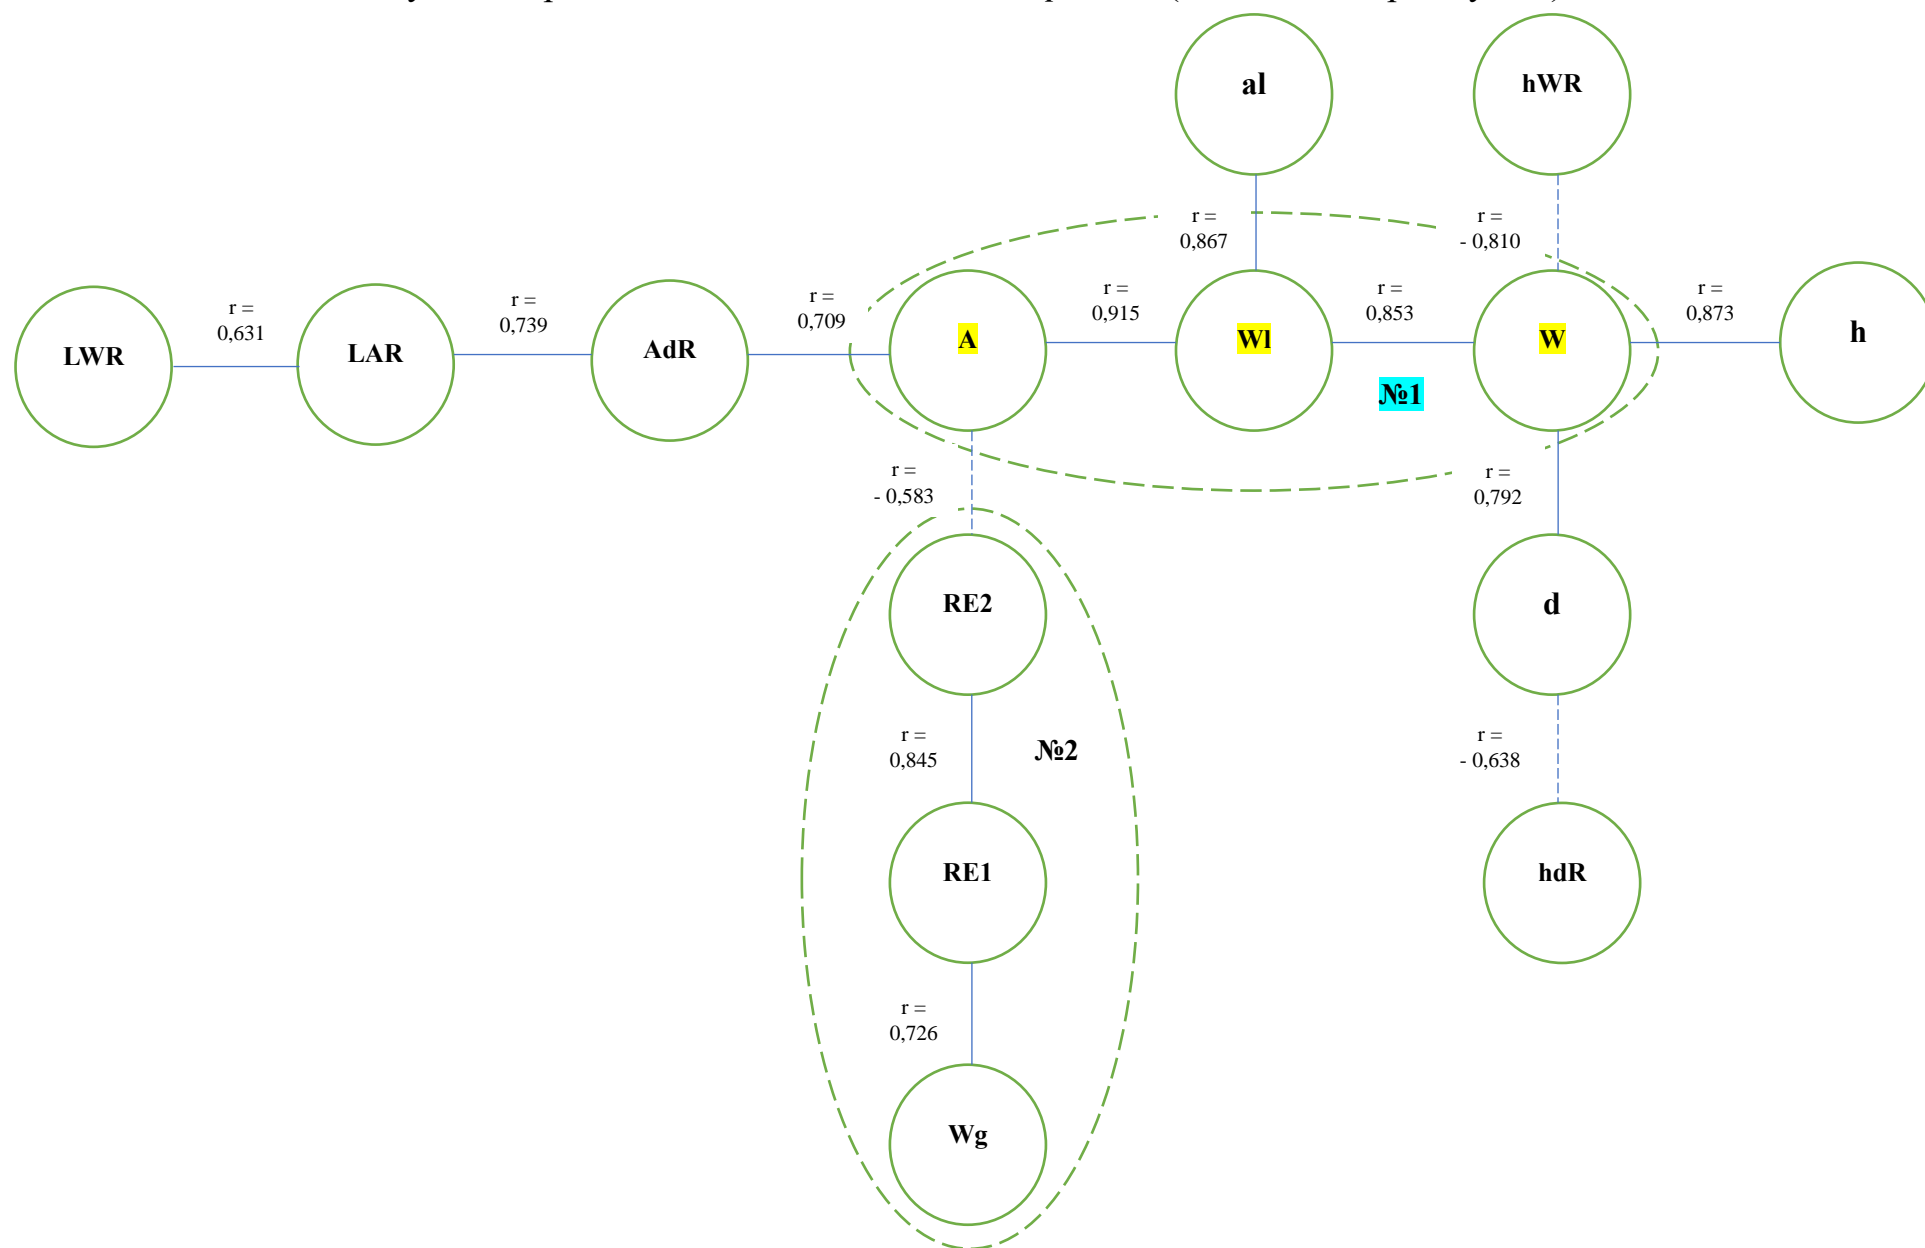 al
hWR
r =
0,867
r =
- 0,810
LWR
r =
0,631
LAR
r =
0,739
AdR
r =
0,709
A
r =
0,915
Wl
r =
0,853
W
r =
0,873
h
№1
r =
- 0,583
r =
0,792
RE2
d
r =
0,845
№2
r =
- 0,638
RE1
hdR
r =
0,726
Wg